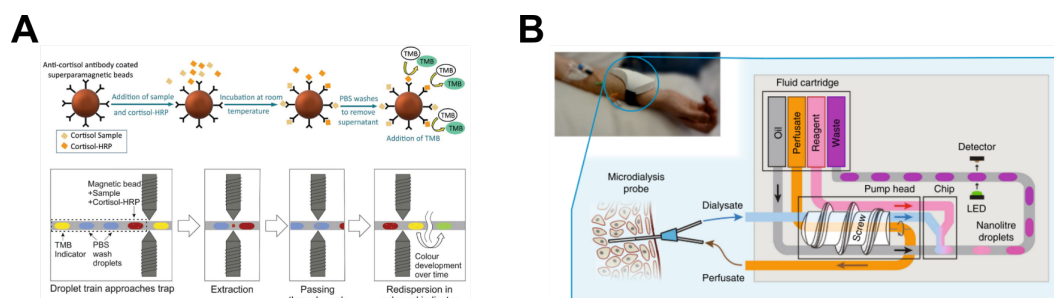 A
Anti-cortisol antibody coated
superparamagnetic beads
Addition of sample
and cortisol-HRP
Incubation at room
temperature
PBS washes
to remove
supernatant
TMB
TMB
TMB
TMB
TMB
TMB
Addition of TMB
Cortisol Sample
Cortisol-HRP
Magnetic bead
+Sample
+Cortisol-HRP
TMB
Indicator
PBS
wash
droplets
Colour
development
over time
Droplet train approaches trap
Extraction
Passing
Redispersion in
B
Fluid cartridge
Oil
Perfusate
Reagent
Waste
Detector
Microdialysis
probe
Pump head
Chip
LED
Dialysate
Screw
Nanolitre
droplets
Perfusate